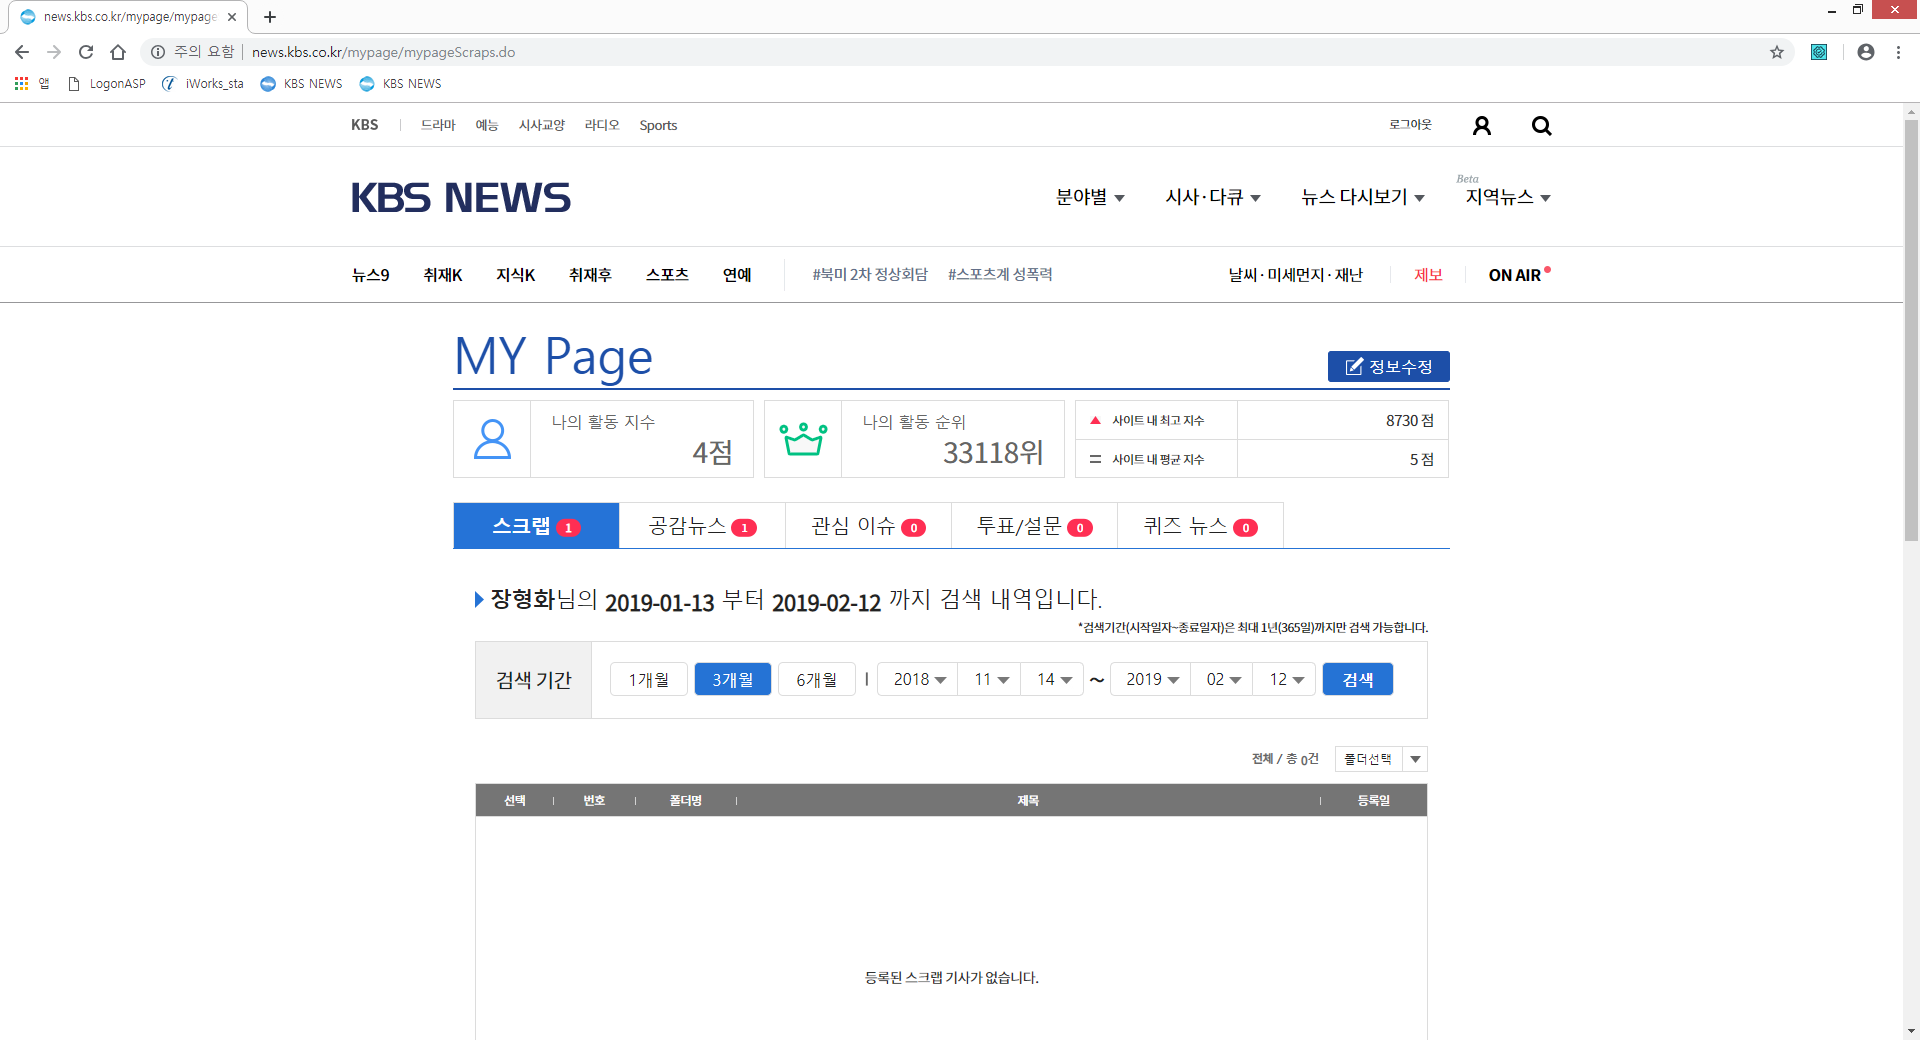 news.kbs.co.kr/mypage/mypage
주의 요함 news.kbs.co.kr/mypage/mypageScraps.do
앱 LogonASP iWorks_sta KBS NEWS KBS NEWS
KBS 드라마 예능 시사교양 라디오 Sports 로그아웃
Beta
KBS NEWS 분야별 시사·다큐 뉴스 다시보기 지역뉴스
뉴스9 취재K 지식K 취재후 스포츠 연예 #북미 2차 정상회담 #스포츠계 성폭력 날씨·미세먼지·재난 제보 ON AIR
MY Page 정보수정
나의 활동 지수 4점
나의 활동 순위 33118위
사이트 내 최고 지수 8730 점
사이트 내 평균 지수 5 점
스크랩 1 공감뉴스 1 관심 이슈 0 투표/설문 0 퀴즈 뉴스 0
장형화님의 2019-01-13 부터 2019-02-12 까지 검색 내역입니다.
*검색기간(시작일자~종료일자)은 최대 1년(365일)까지만 검색 가능합니다.
검색 기간 1개월 3개월 6개월 | 2018 11 14 ~ 2019 02 12 검색
전체 / 총 0건 폴더선택
선택 번호 폴더명 제목 등록일
등록된 스크랩 기사가 없습니다.